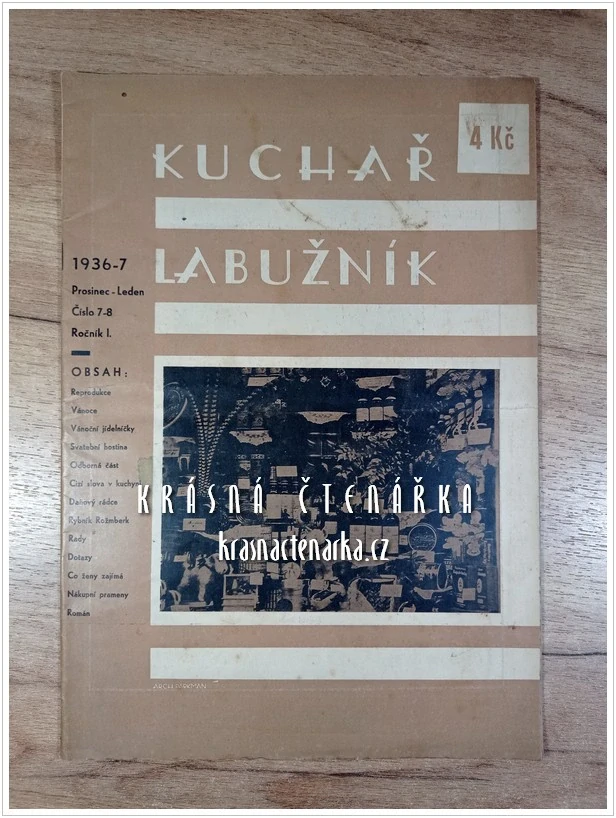 KUCHAŘ
4 Kč
LABUŽNÍK
1936-7
Prosinec - Leden
Číslo 7-8
Ročník I.
OBSAH:
Reprodukce
Vánoce
Vánoční jídelníčky
Svatební hostina
Odborná část
Cizí slova v kuchyni
Daňový rádce
Rybník Rožmberk
Rady
Dotazy
Co ženy zajímá
Nákupní prameny
Román
KRÁSNÁ ČTENÁŘKA
krasnactenarka.cz